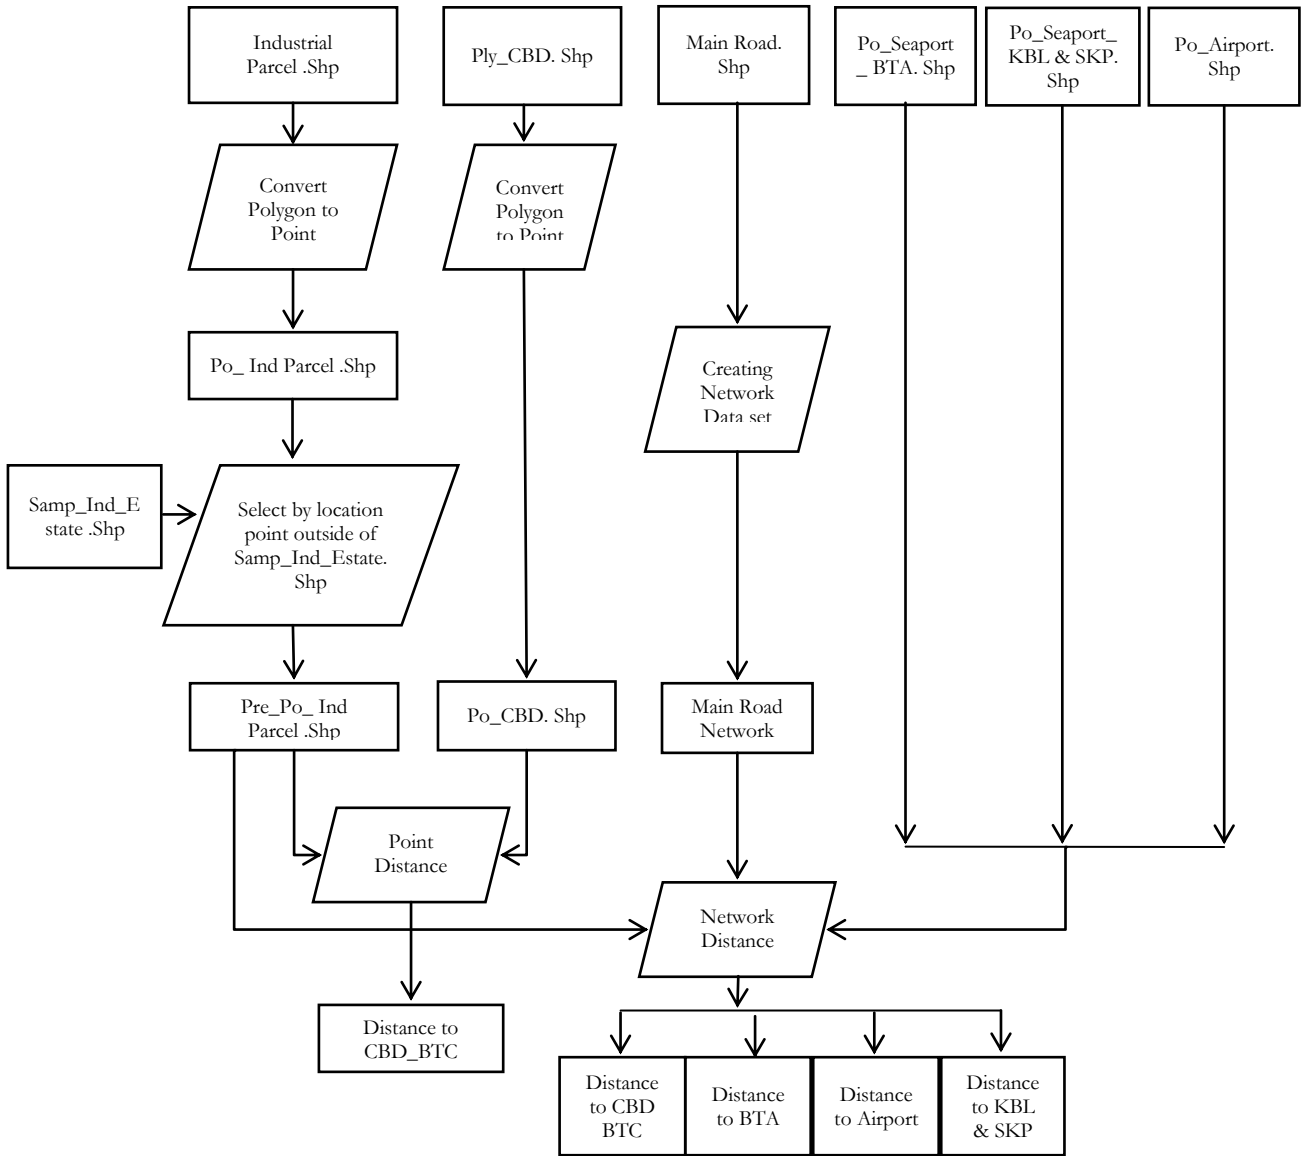 Industrial
Parcel .Shp
Ply_CBD. Shp
Main Road.
Shp
Po_Seaport
_ BTA. Shp
Po_Seaport_
KBL & SKP.
Shp
Po_Airport.
Shp
Convert
Polygon to
Point
Convert
Polygon
to Point
Po_ Ind Parcel .Shp
Creating
Network
Data set
Samp_Ind_E
state .Shp
Select by location
point outside of
Samp_Ind_Estate.
Shp
Pre_Po_ Ind
Parcel .Shp
Po_CBD. Shp
Main Road
Network
Point
Distance
Network
Distance
Distance to
CBD_BTC
Distance
to CBD
BTC
Distance
to BTA
Distance
to Airport
Distance
to KBL
& SKP